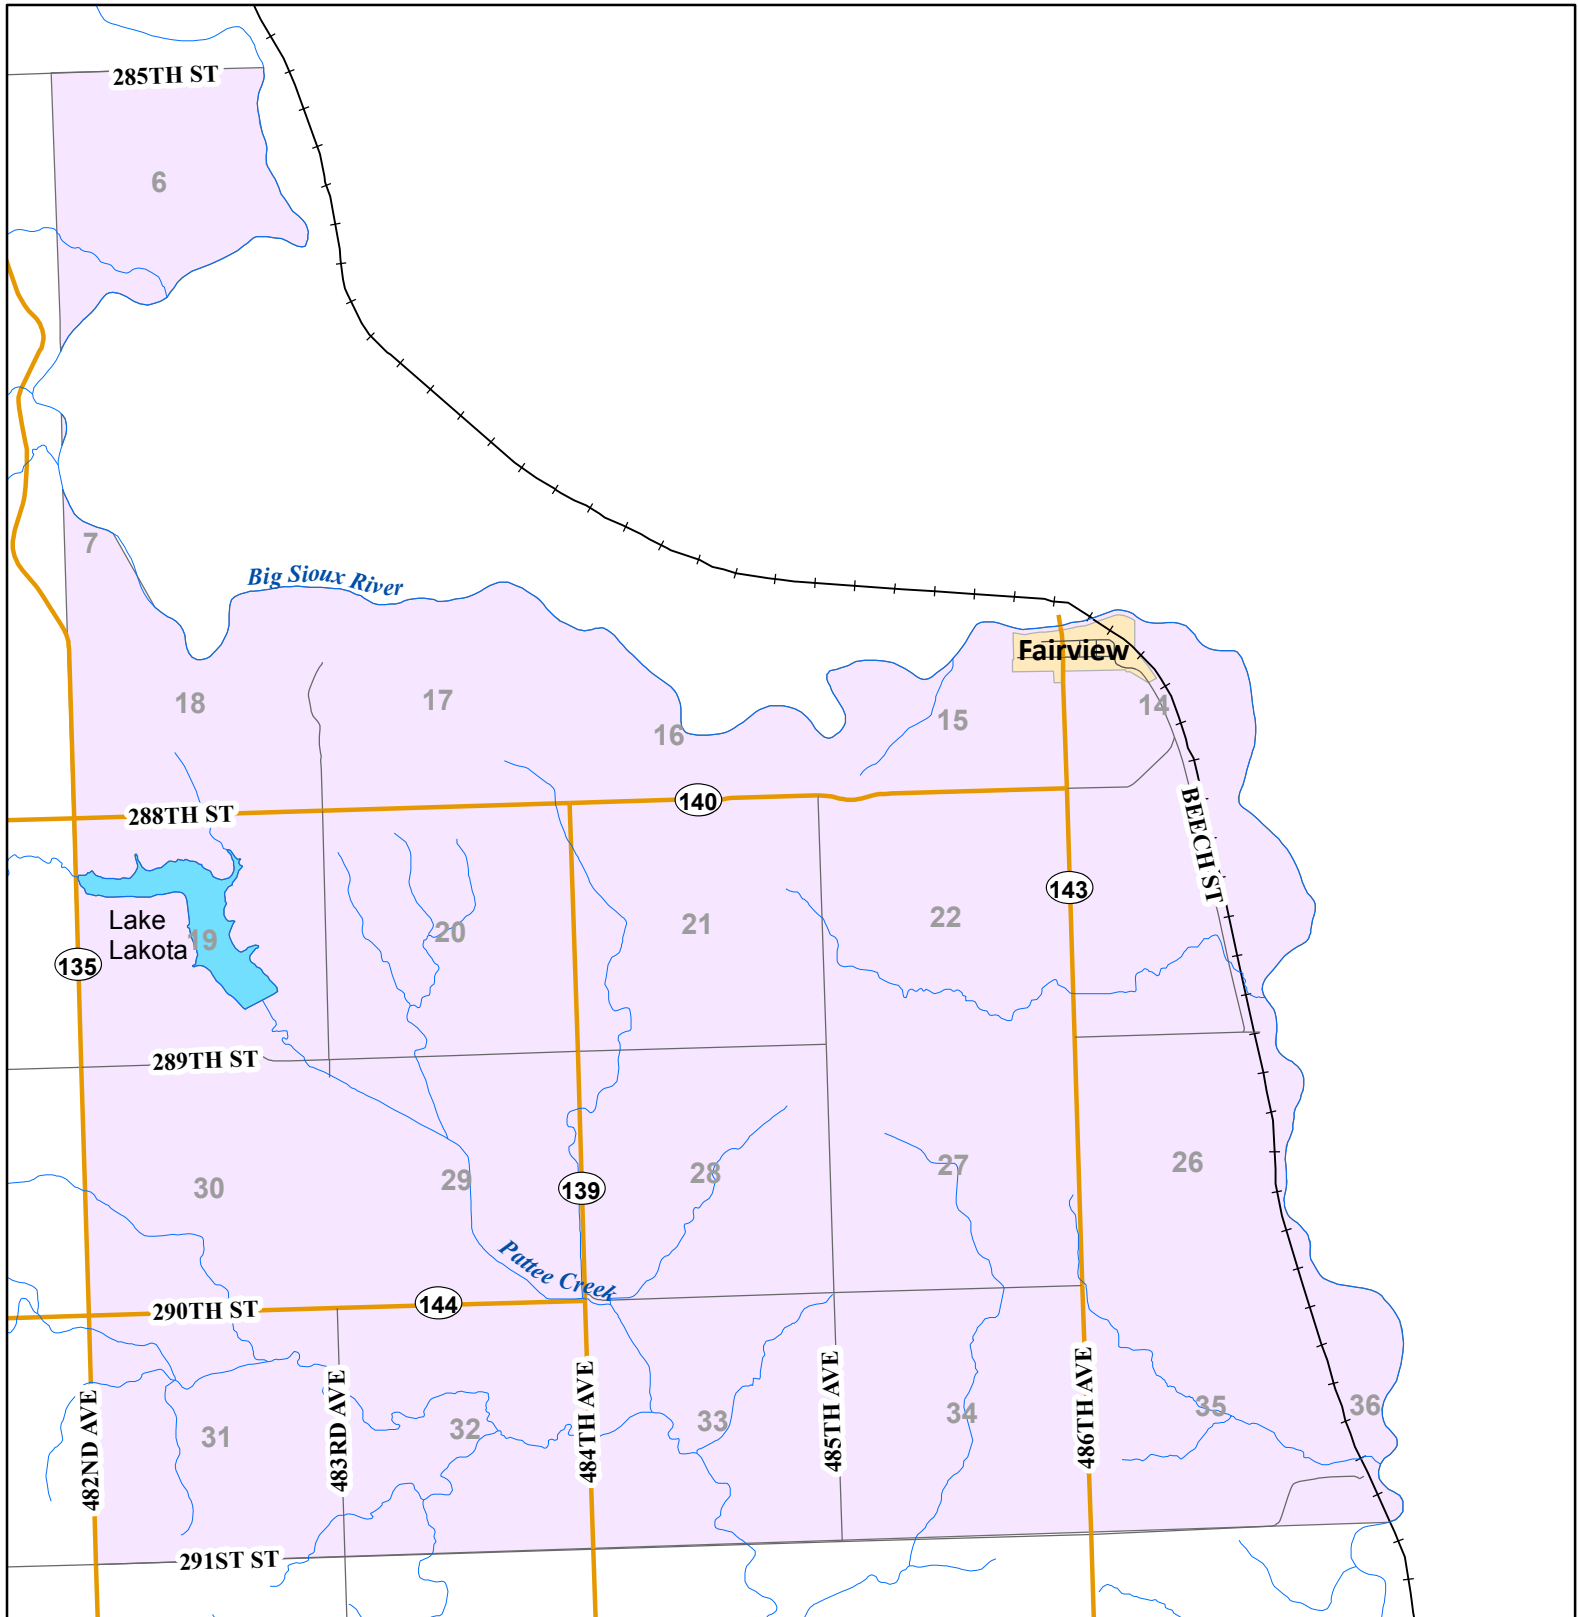 285TH ST
6
7
Big Sioux River
Fairview
18
17
16
15
14
288TH ST
140
BEECH ST
143
Lake
Lakota
19
20
21
22
135
289TH ST
30
29
139
28
27
26
Pattee Creek
290TH ST
144
482ND AVE
31
483RD AVE
32
484TH AVE
33
485TH AVE
34
486TH AVE
35
36
291ST ST